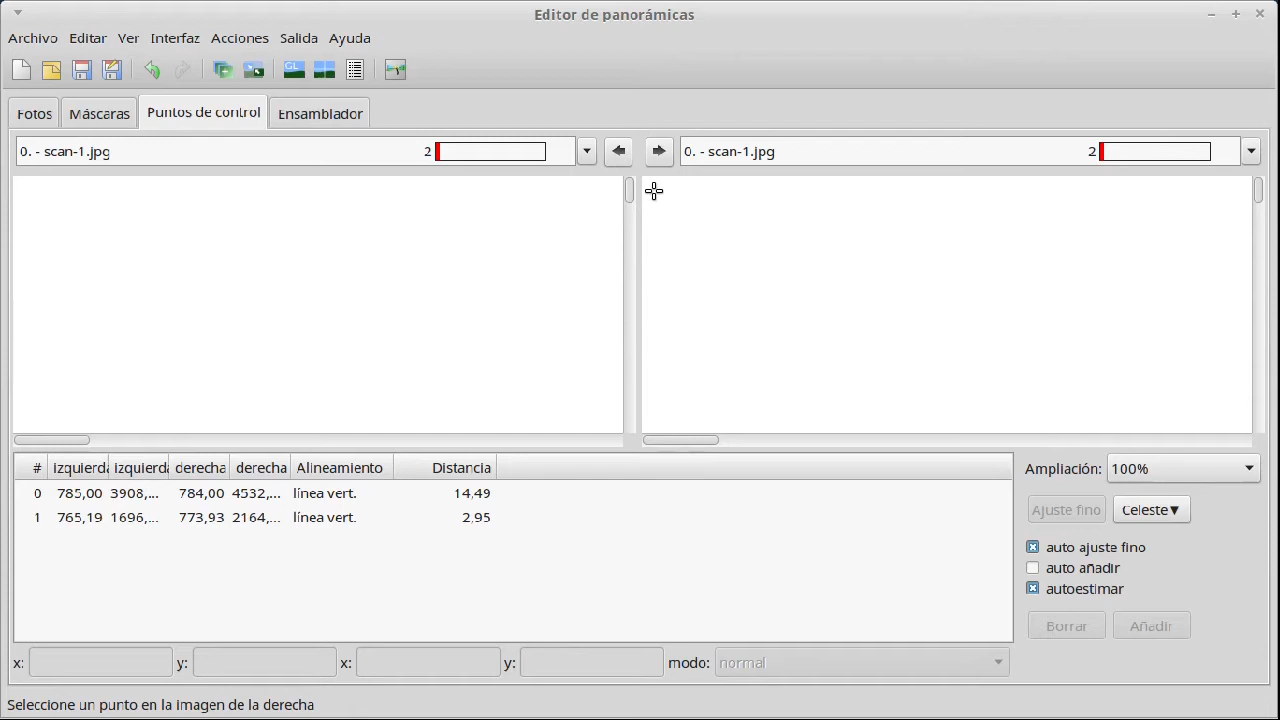 Editor de panorámicas
Archivo Editar Ver Interfaz Acciones Salida Ayuda
GL
Fotos Máscaras Puntos de control Ensamblador
0. - scan-1.jpg 2 0. - scan-1.jpg 2
# izquierda izquierda derecha derecha Alineamiento Distancia
0 785,00 3908,... 784,00 4532,... línea vert. 14,49
1 765,19 1696,... 773,93 2164,... línea vert. 2,95
Ampliación: 100%
Ajuste fino Celeste▼
auto ajuste fino
auto añadir
autoestimar
Borrar Añadir
x: y: x: y: modo: normal
Seleccione un punto en la imagen de la derecha